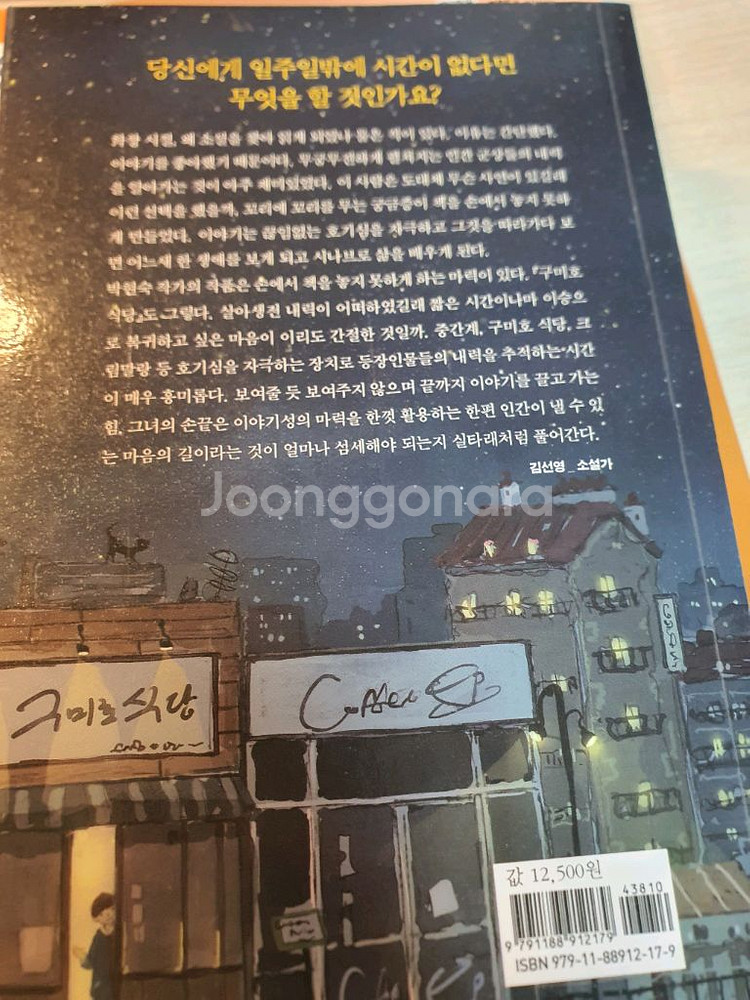 당신에게 일주일밖에 시간이 없다면
무엇을 할 것인가요?
학창 시절, 왜 소설을 찾아 읽게 되었나 물은 적이 있다. 이유는 간단했다.
이야기를 좋아했기 때문이다. 무궁무진하게 펼쳐지는 인간 군상들의 내력
을 알아가는 것이 아주 재미있었다. 이 사람은 도대체 무슨 사연이 있길래
이런 선택을 했을까, 꼬리에 꼬리를 무는 궁금증이 책을 손에서 놓지 못하
게 만들었다. 이야기는 끊임없는 호기심을 자극하고 그것을 따라가다 보
면 어느새 한 생애를 보게 되고 시나브로 삶을 배우게 된다.
박현숙 작가의 작품은 손에서 책을 놓지 못하게 하는 마력이 있다. 『구미호
식당』도 그렇다. 살아생전 내력이 어떠하였길래 짧은 시간이나마 이승으
로 복귀하고 싶은 마음이 이리도 간절한 것일까. 중간계, 구미호 식당, 크
림말랑 등 호기심을 자극하는 장치로 등장인물들의 내력을 추적하는 시간
이 매우 흥미롭다. 보여줄 듯 보여주지 않으며 끝까지 이야기를 끌고 가는
힘, 그녀의 손끝은 이야기성의 마력을 한껏 활용하는 한편 인간이 낼 수 있
는 마음의 길이라는 것이 얼마나 섬세해야 되는지 실타래처럼 풀어간다.
김선영 _ 소설가
Joonggonara
구미호 식당
Coffee
값 12,500원
43810
9 791188 912179
ISBN 979-11-88912-17-9